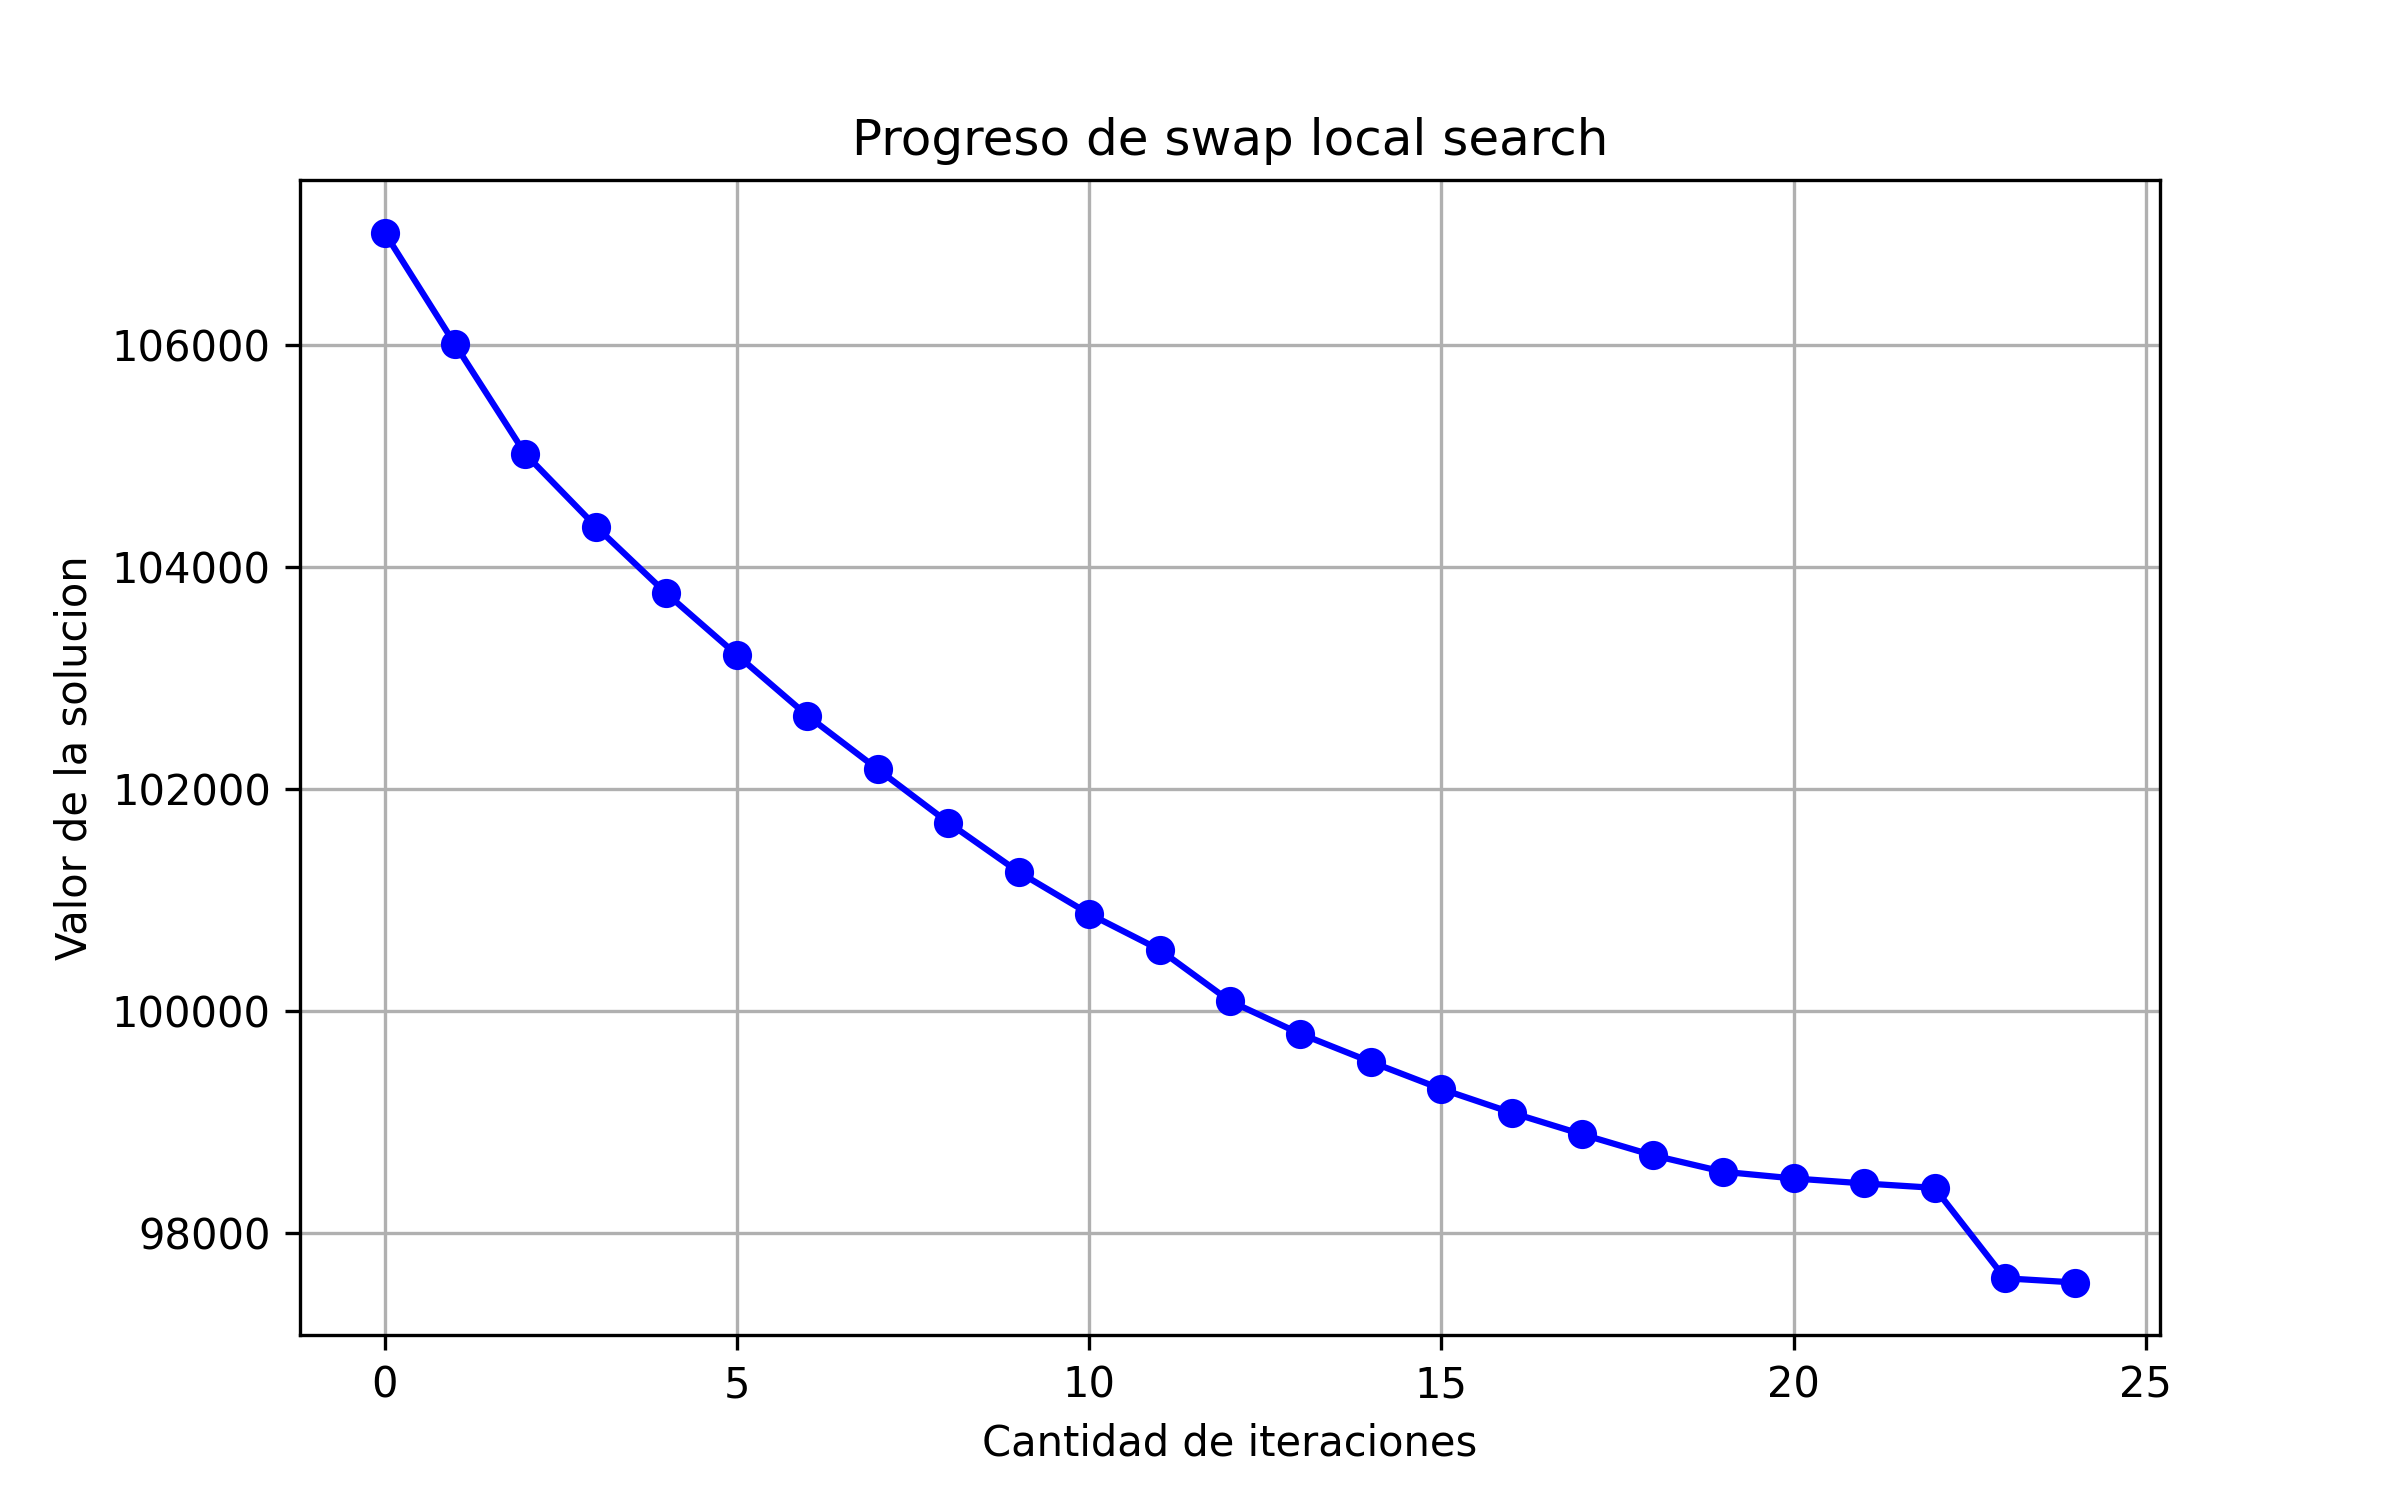 Progreso de swap local search
Valor de la solucion
106000
104000
102000
100000
98000
0 5 10 15 20 25
Cantidad de iteraciones